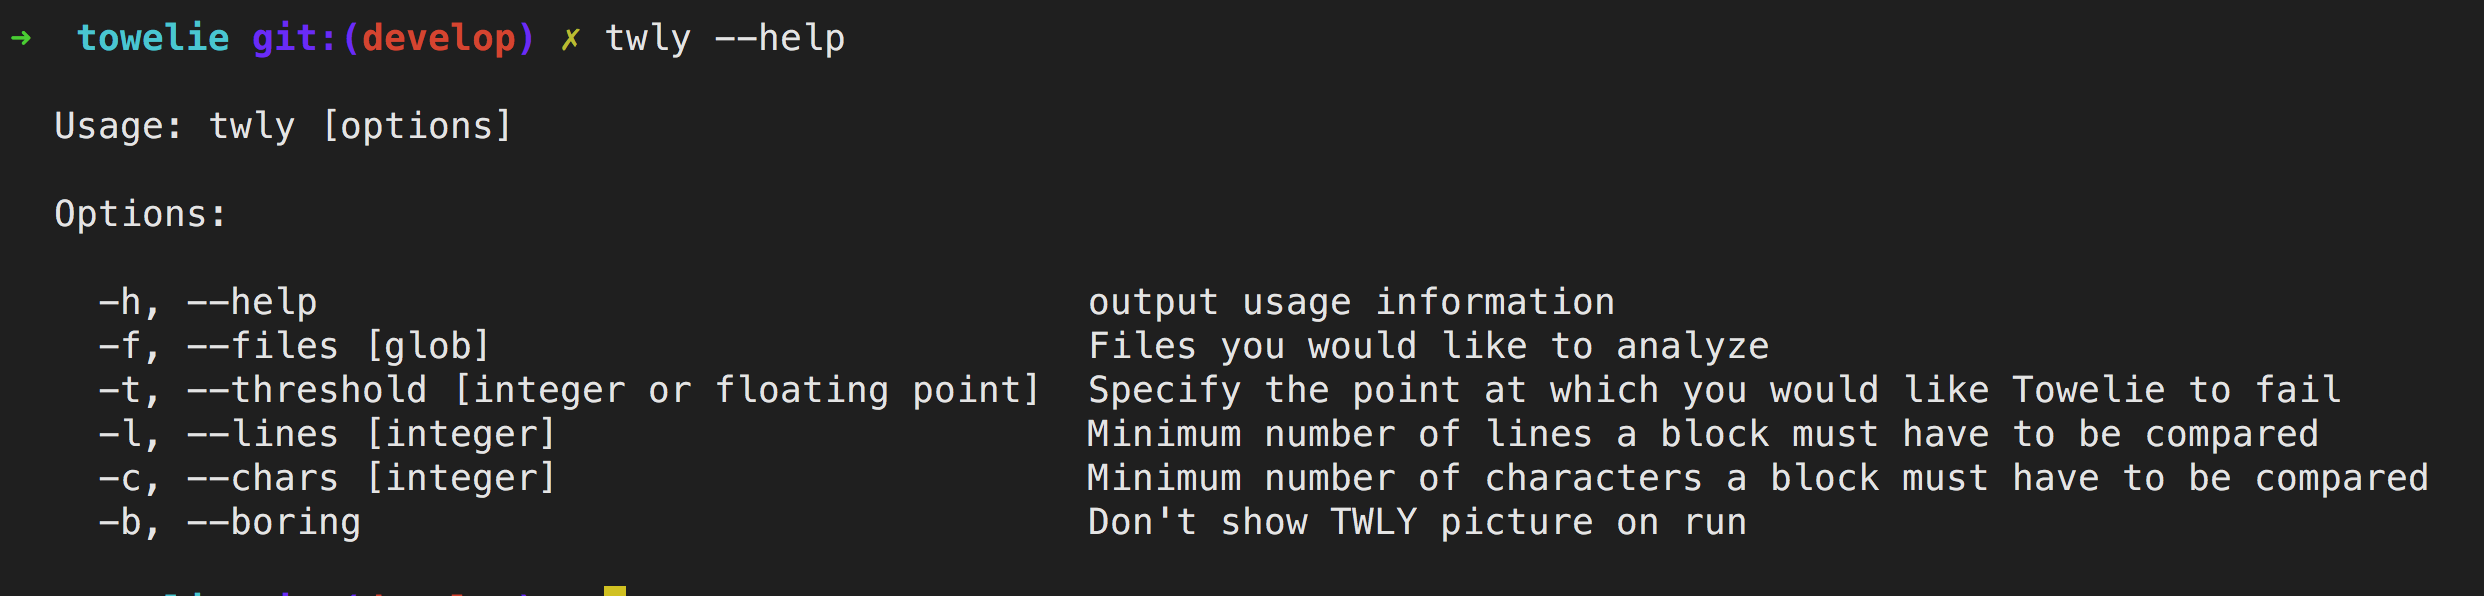 ➜  towelie git:(develop) ✗ twly --help
Usage: twly [options]
Options:
-h, --help                                   output usage information
-f, --files [glob]                           Files you would like to analyze
-t, --threshold [integer or floating point]  Specify the point at which you would like Towelie to fail
-l, --lines [integer]                        Minimum number of lines a block must have to be compared
-c, --chars [integer]                        Minimum number of characters a block must have to be compared
-b, --boring                                 Don't show TWLY picture on run